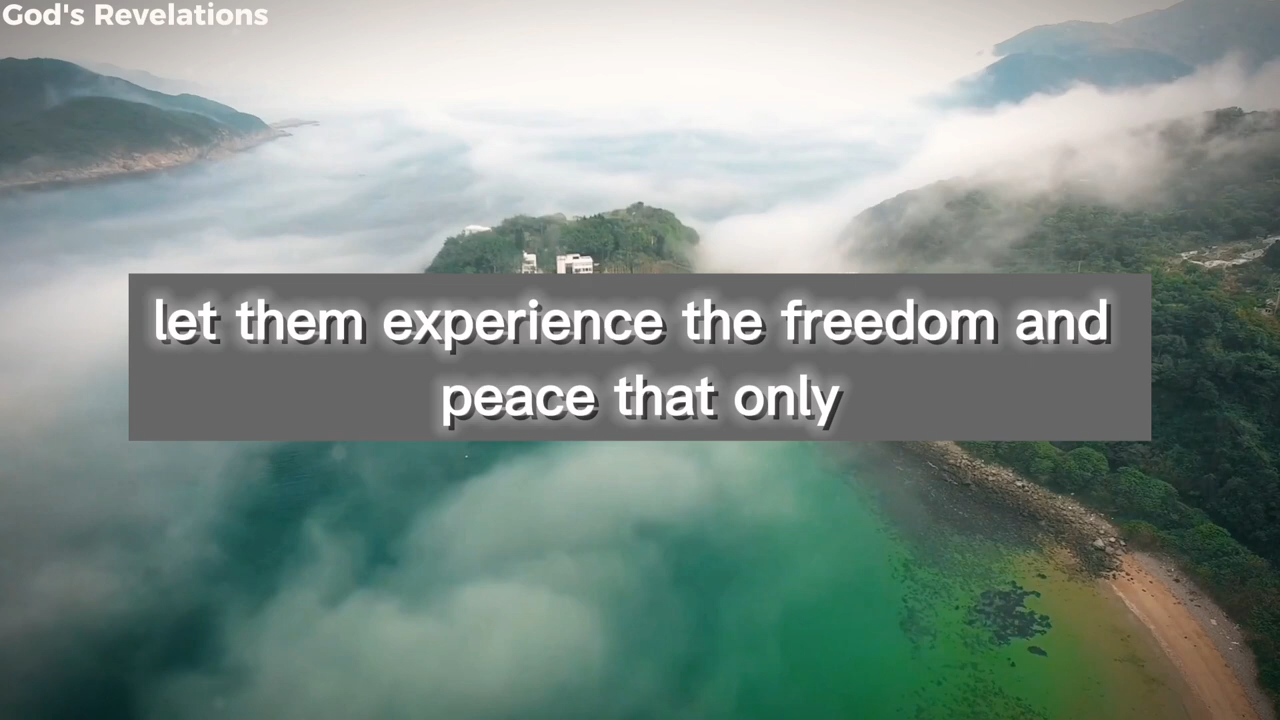 God's Revelations
let them experience the freedom and
peace that only